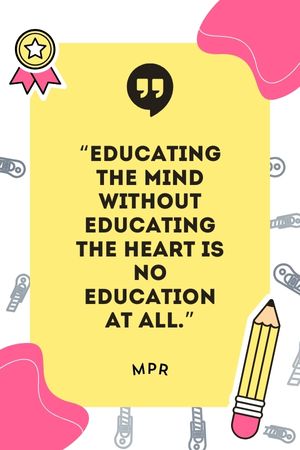 “EDUCATING
THE MIND
WITHOUT
EDUCATING
THE HEART IS
NO
EDUCATION
AT ALL.”
MPR